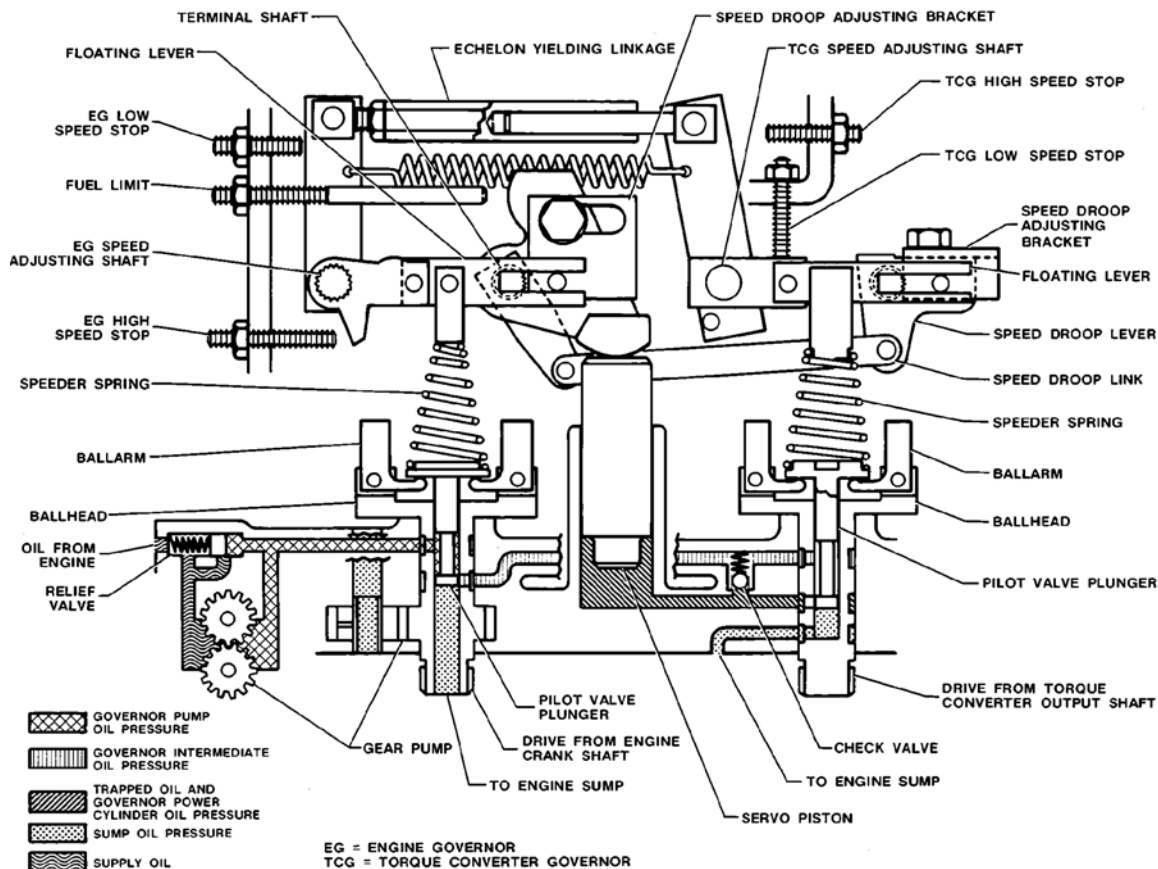 TERMINAL SHAFT
SPEED DROOP ADJUSTING BRACKET
FLOATING LEVER
ECHELON YIELDING LINKAGE
TCG SPEED ADJUSTING SHAFT
TCG HIGH SPEED STOP
EG LOW
SPEED STOP
TCG LOW SPEED STOP
FUEL LIMIT
SPEED DROOP
ADJUSTING
BRACKET
EG SPEED
ADJUSTING SHAFT
FLOATING LEVER
EG HIGH
SPEED STOP
SPEED DROOP LEVER
SPEEDER SPRING
SPEED DROOP LINK
SPEEDER SPRING
BALLARM
BALLARM
BALLHEAD
BALLHEAD
OIL FROM
ENGINE
RELIEF
VALVE
PILOT VALVE PLUNGER
PILOT VALVE
PLUNGER
DRIVE FROM TORQUE
CONVERTER OUTPUT SHAFT
GEAR PUMP
DRIVE FROM ENGINE
CRANK SHAFT
CHECK VALVE
TO ENGINE SUMP
TO ENGINE SUMP
SERVO PISTON
GOVERNOR PUMP
OIL PRESSURE
GOVERNOR INTERMEDIATE
OIL PRESSURE
TRAPPED OIL AND
GOVERNOR POWER
CYLINDER OIL PRESSURE
SUMP OIL PRESSURE
SUPPLY OIL
EG = ENGINE GOVERNOR
TCG = TORQUE CONVERTER GOVERNOR